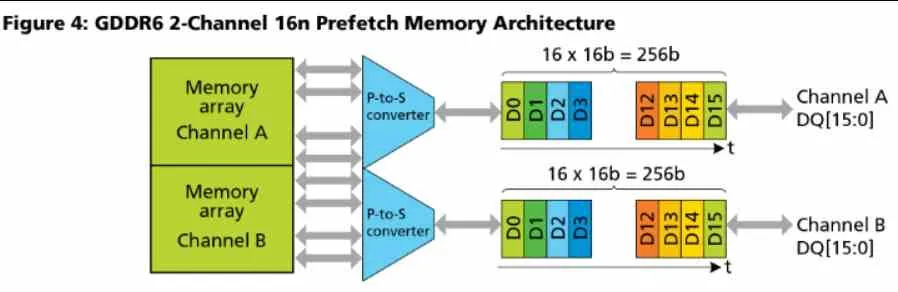 Figure 4: GDDR6 2-Channel 16n Prefetch Memory Architecture
16 x 16b = 256b
Memory
array
Channel A
P-to-S
converter
D0
D1
D2
D3
D12
D13
D14
D15
Channel A
DQ[15:0]
t
16 x 16b = 256b
Memory
array
Channel B
P-to-S
converter
D0
D1
D2
D3
D12
D13
D14
D15
Channel B
DQ[15:0]
t